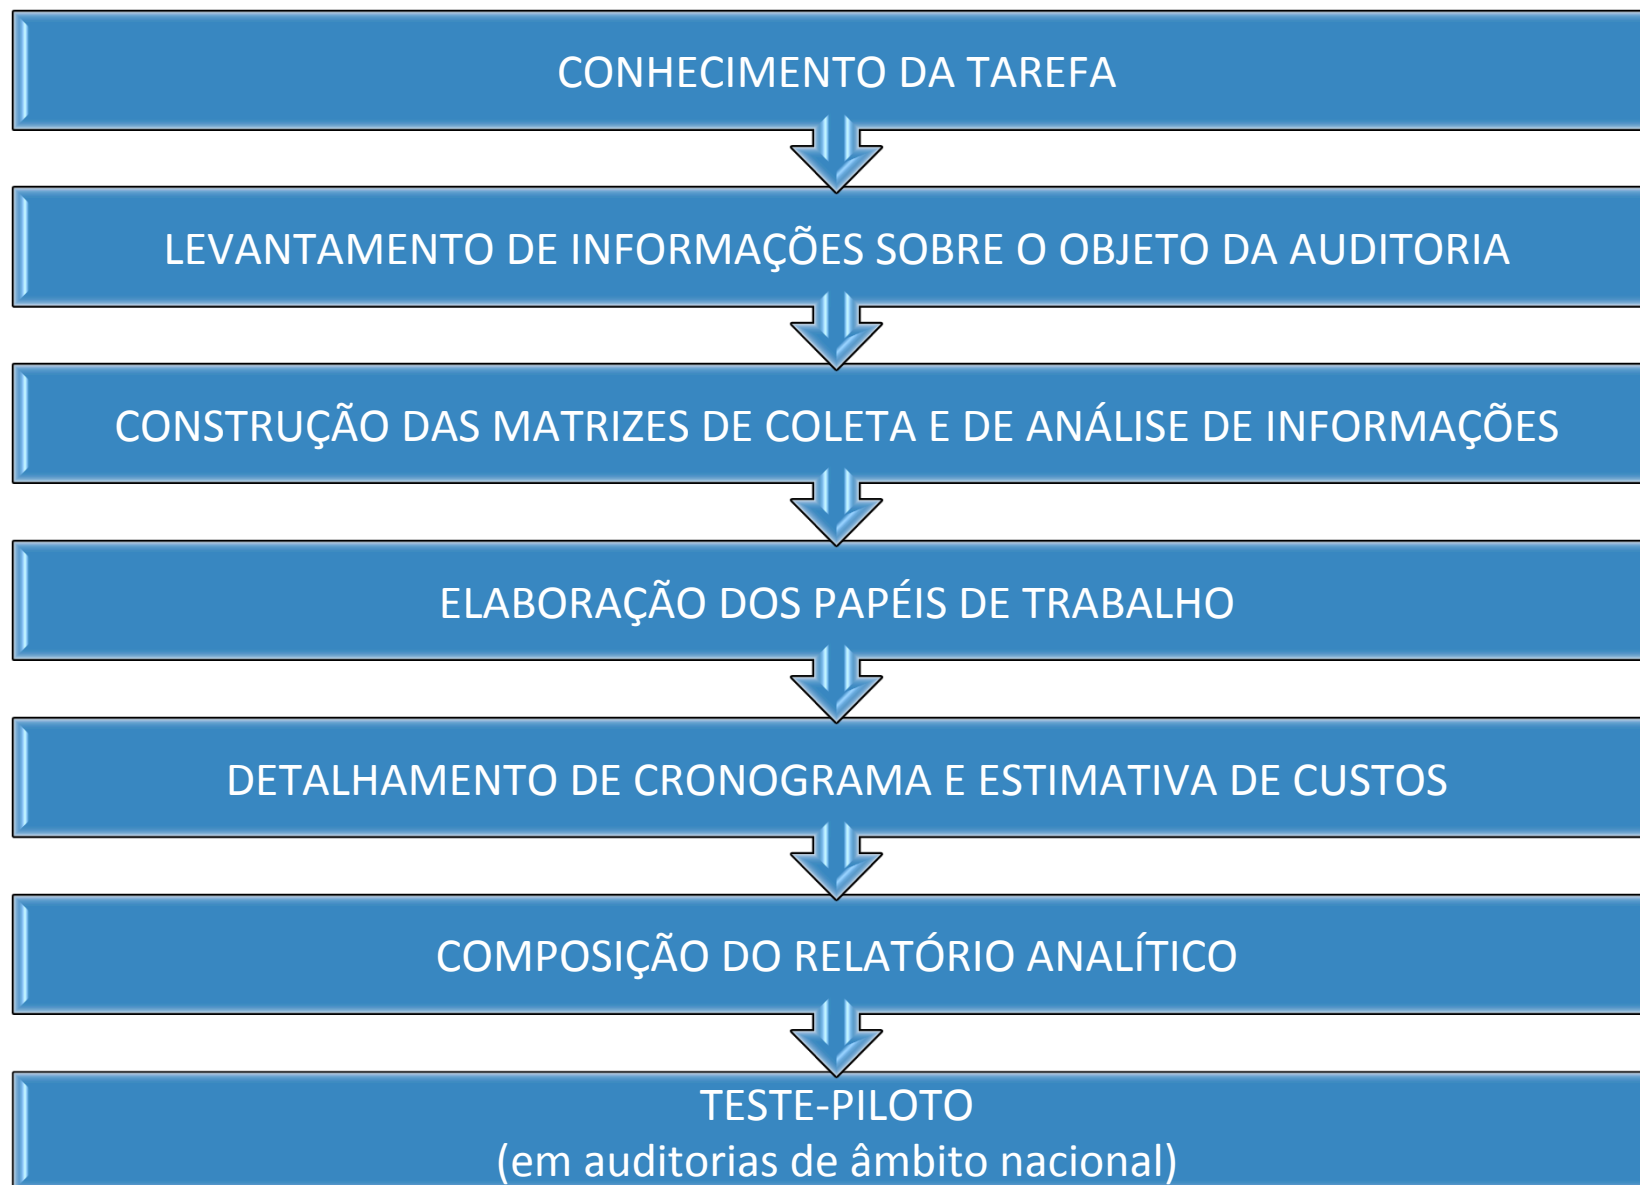 CONHECIMENTO DA TAREFA
LEVANTAMENTO DE INFORMAÇÕES SOBRE O OBJETO DA AUDITORIA
CONSTRUÇÃO DAS MATRIZES DE COLETA E DE ANÁLISE DE INFORMAÇÕES
ELABORAÇÃO DOS PAPÉIS DE TRABALHO
DETALHAMENTO DE CRONOGRAMA E ESTIMATIVA DE CUSTOS
COMPOSIÇÃO DO RELATÓRIO ANALÍTICO
TESTE-PILOTO
(em auditorias de âmbito nacional)